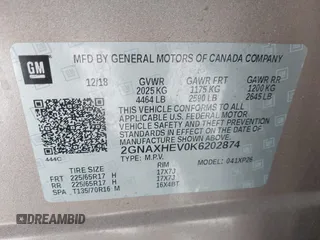 GM
MFD BY GENERAL MOTORS OF CANADA COMPANY
12/18 GVWR GAWR FRT GAWR RR
2025 KG 1175 KG 1200 KG
4464 LB 2590 LB 2645 LB
THIS VEHICLE CONFORMS TO ALL APPLICABLE U.S.
FEDERAL MOTOR VEHICLE SAFETY AND THEFT
PREVENTION STANDARDS IN EFFECT ON THE DATE OF
MANUFACTURE SHOWN ABOVE.
2GNAXHEV0K6202874
TYPE: M.P.V. MODEL:
TIRE SIZE RIM
FRT 225/65R17 H 17X7J
RR 225/65R17 H 17X7J
SPT T135/70R16 M 16X4BT
DREAMBID